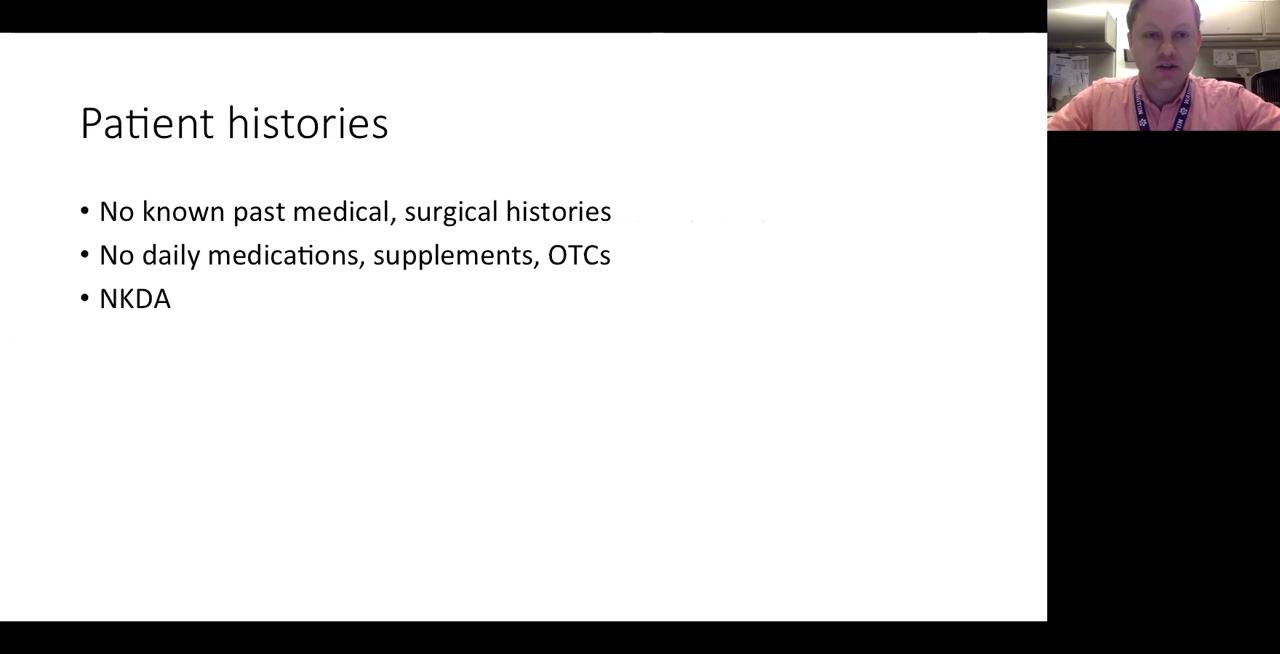 Patient histories
• No known past medical, surgical histories
• No daily medications, supplements, OTCs
• NKDA